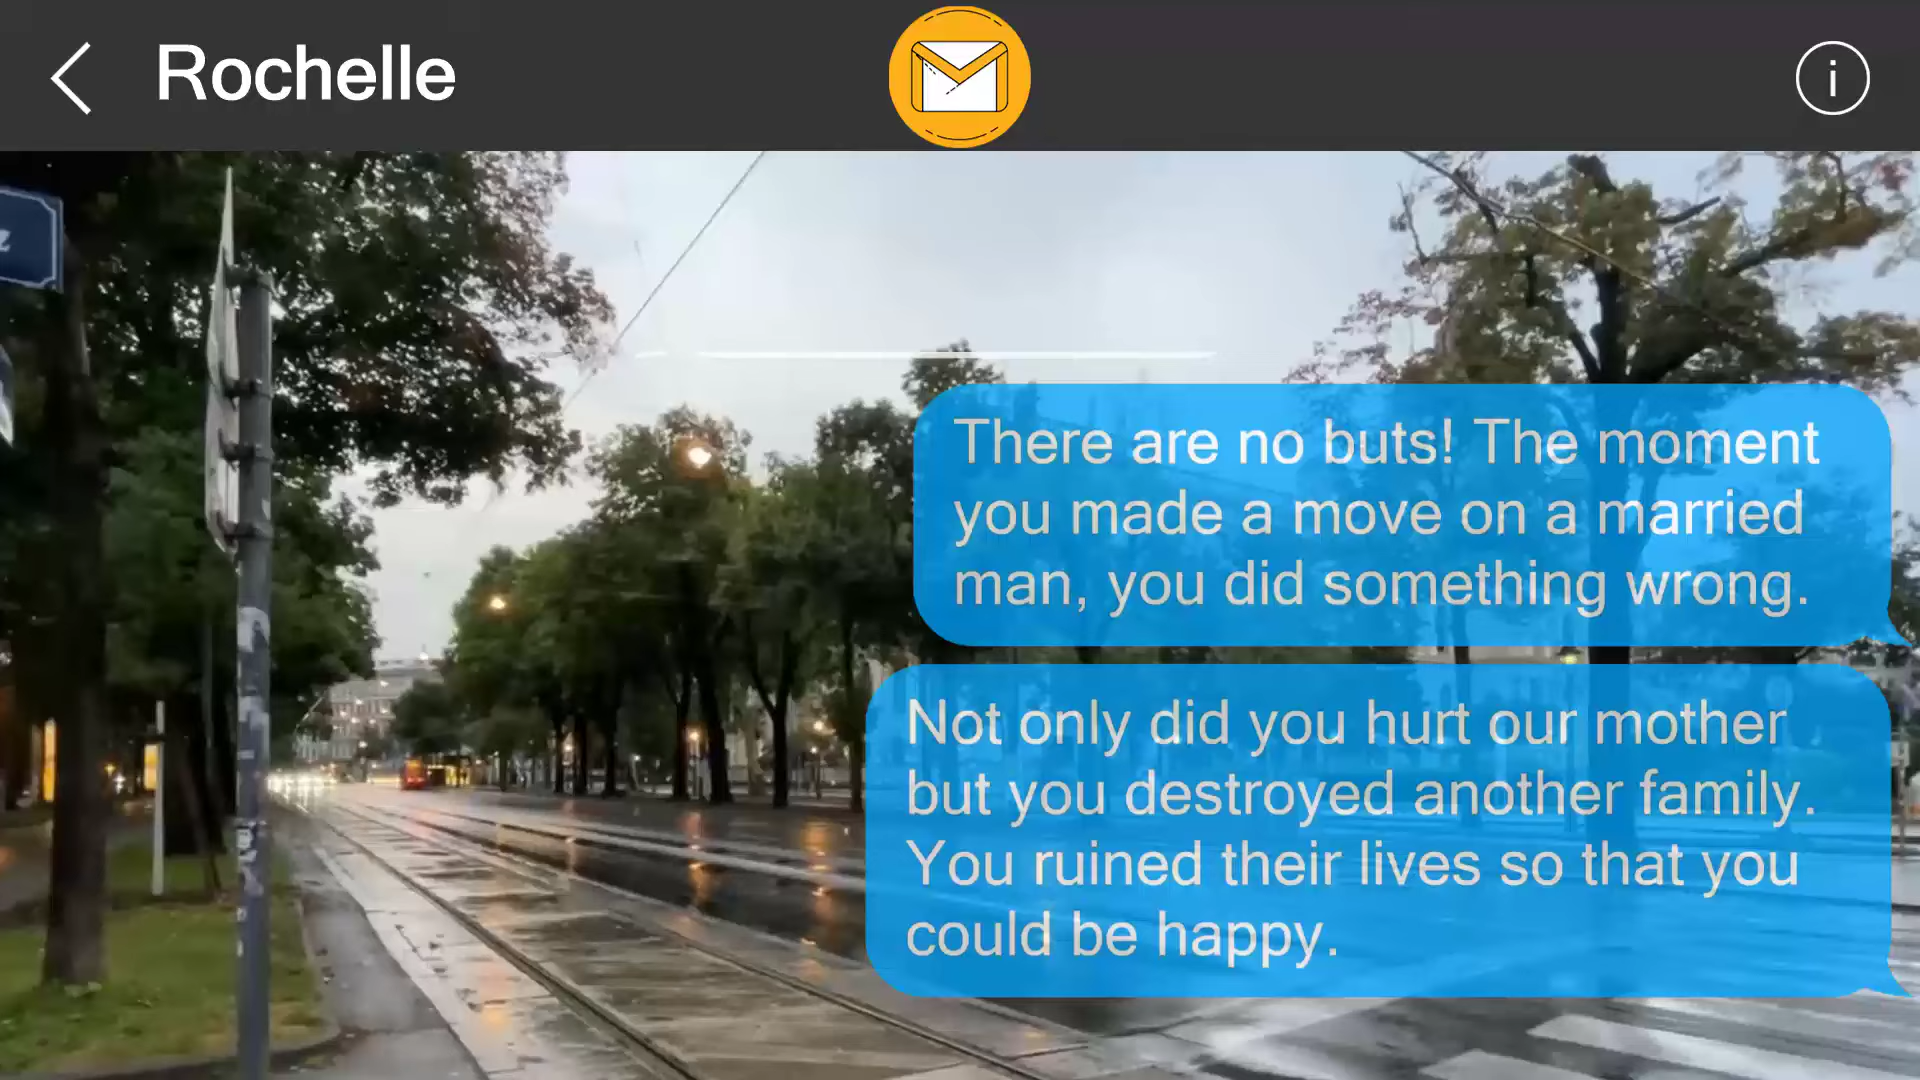 Rochelle
There are no buts! The moment
you made a move on a married
man, you did something wrong.
Not only did you hurt our mother
but you destroyed another family.
You ruined their lives so that you
could be happy.